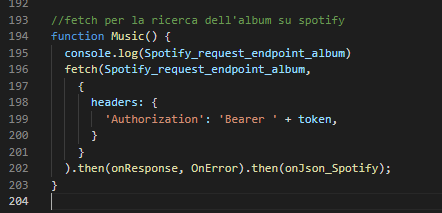 192
193 //fetch per la ricerca dell'album su spotify
194 function Music() {
195 console.log(Spotify_request_endpoint_album)
196 fetch(Spotify_request_endpoint_album,
197 {
198 headers: {
199 'Authorization': 'Bearer ' + token,
200 }
201 }
202 ).then(onResponse, OnError).then(onJson_Spotify);
203 }
204